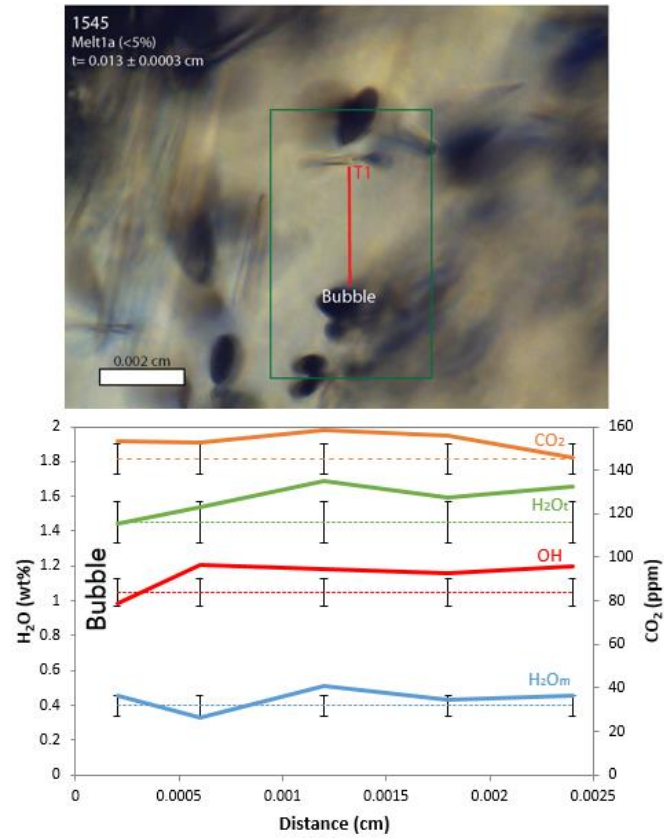 1545
Melt1a (<5%)
t= 0.013 ± 0.0003 cm
T1
Bubble
0.002 cm
2
1.8
1.6
1.4
1.2
1
0.8
0.6
0.4
0.2
0
H₂O (wt%)
Bubble
CO₂
H₂Oₜ
OH
H₂Oₘ
160
140
120
100
80
60
40
20
0
CO₂ (ppm)
0 0.0005 0.001 0.0015 0.002 0.0025
Distance (cm)